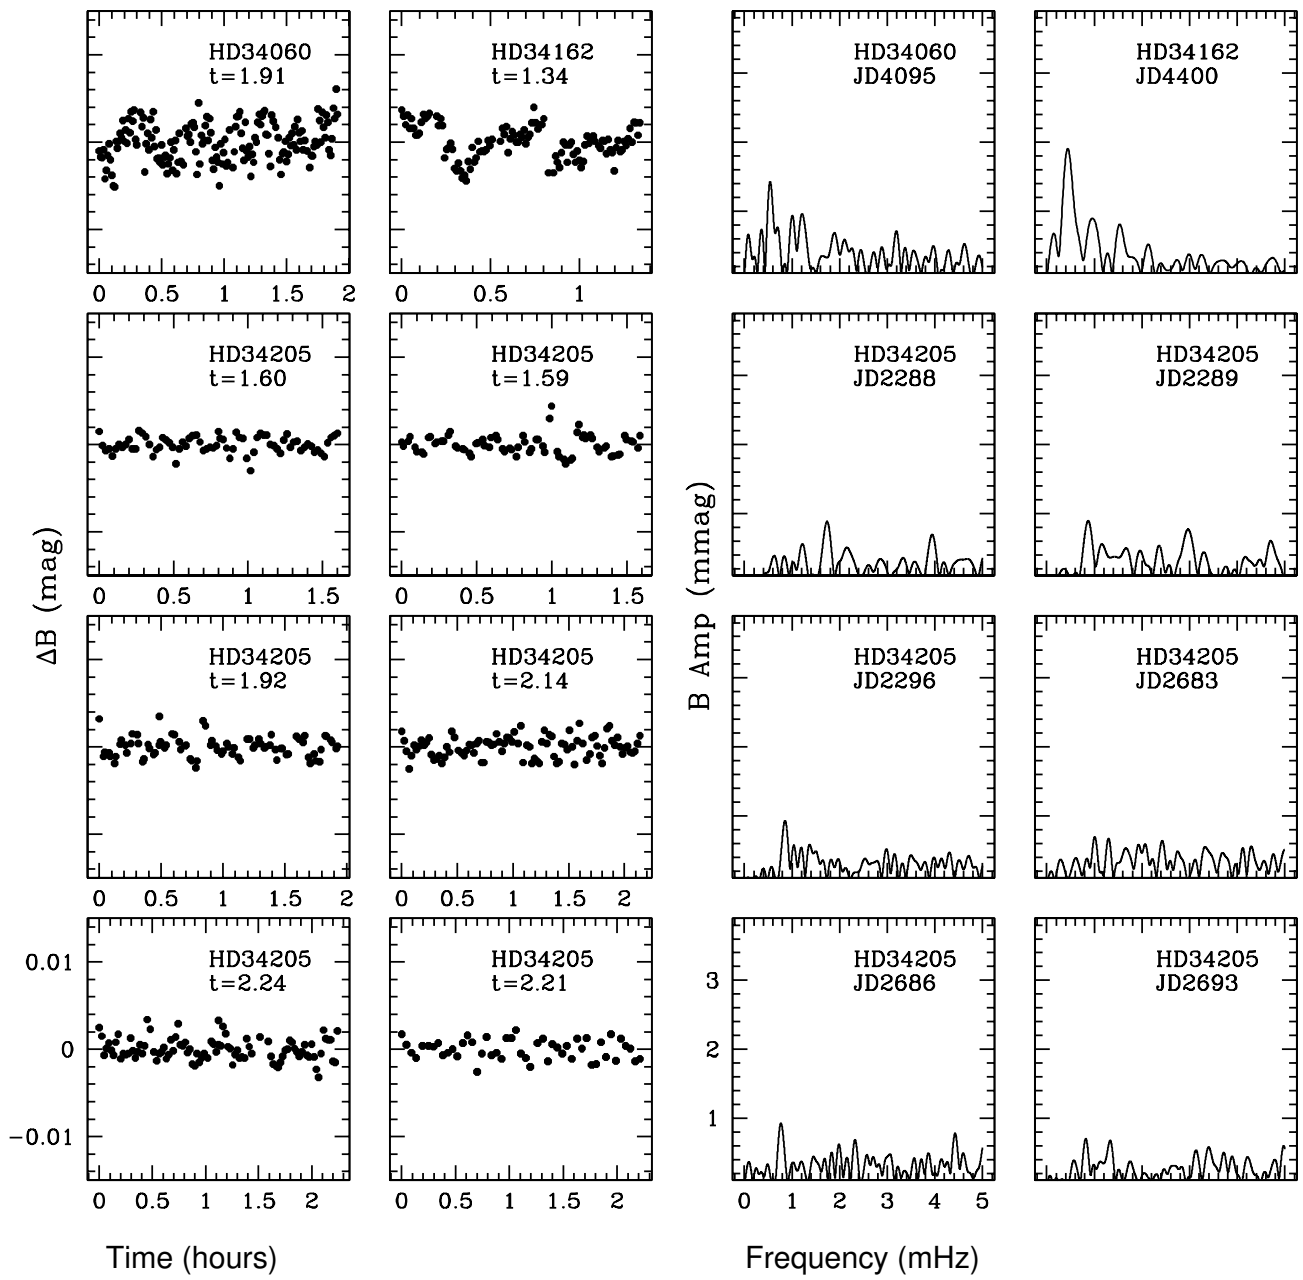 HD34060
t=1.91
HD34162
t=1.34
HD34060
JD4095
HD34162
JD4400
0 0.5 1 1.5 2
0 0.5 1
HD34205
t=1.60
HD34205
t=1.59
HD34205
JD2288
HD34205
JD2289
0 0.5 1 1.5
0 0.5 1 1.5
ΔB (mag)
B Amp (mmag)
HD34205
t=1.92
HD34205
t=2.14
HD34205
JD2296
HD34205
JD2683
0 0.5 1 1.5 2
0 0.5 1 1.5 2
HD34205
t=2.24
HD34205
t=2.21
HD34205
JD2686
HD34205
JD2693
0.01
0
−0.01
3
2
1
0 0.5 1 1.5 2
0 0.5 1 1.5 2
0 1 2 3 4 5
Time (hours)
Frequency (mHz)